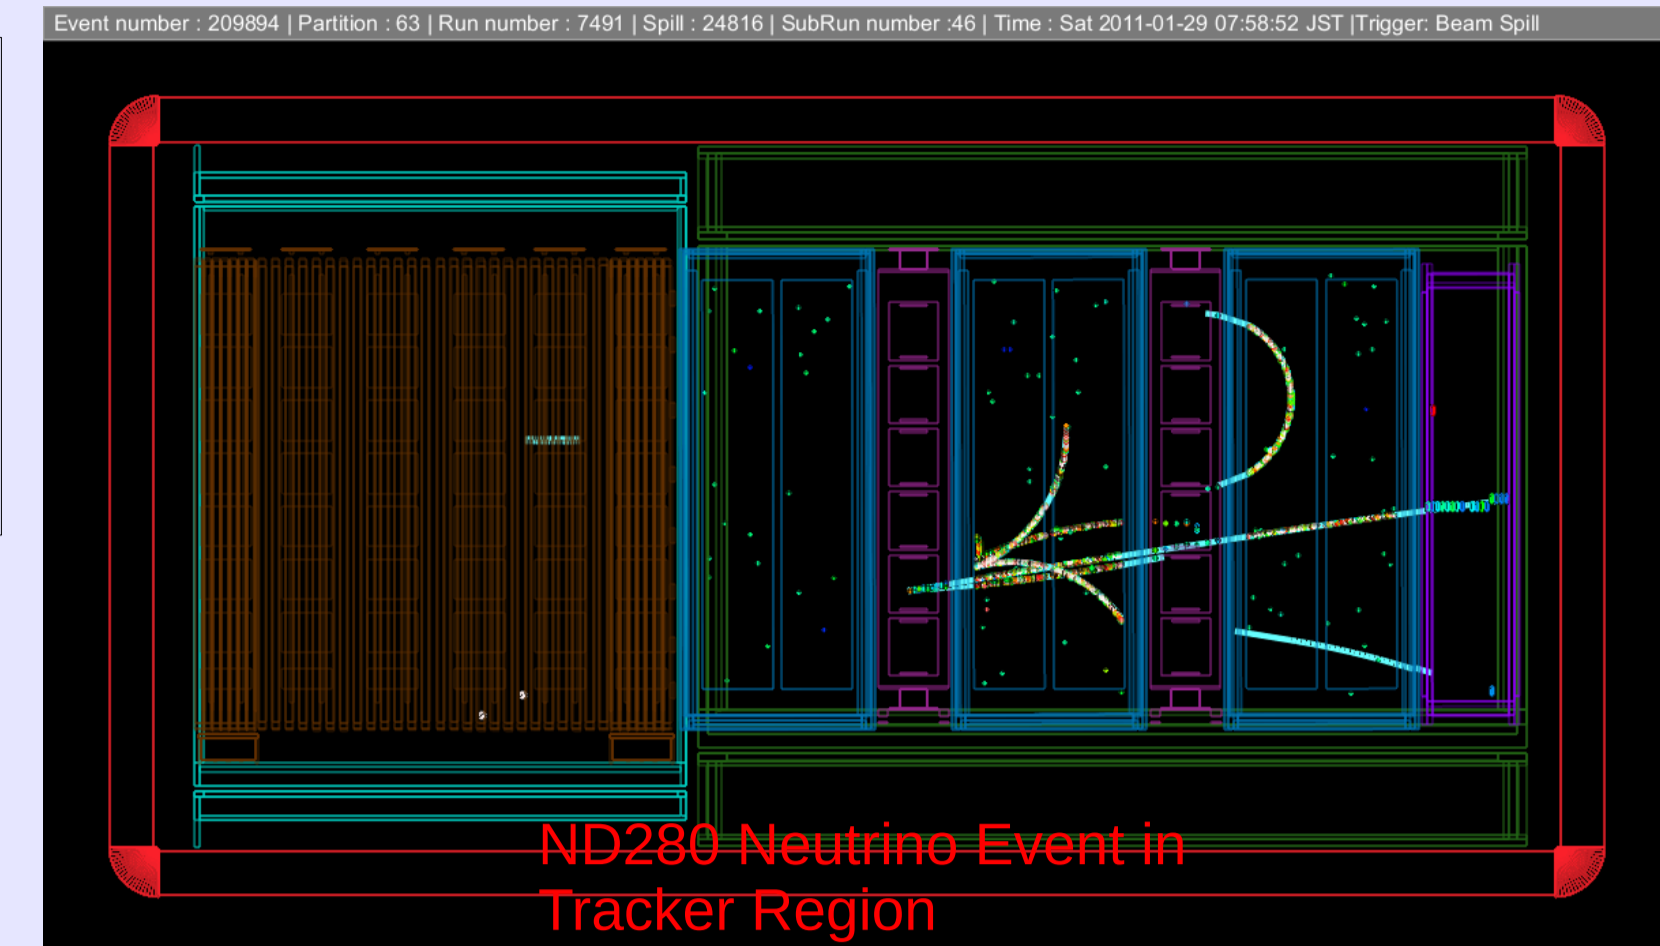 Event number : 209894 | Partition : 63 | Run number : 7491 | Spill : 24816 | SubRun number :46 | Time : Sat 2011-01-29 07:58:52 JST |Trigger: Beam Spill
ND280 Neutrino Event in
Tracker Region